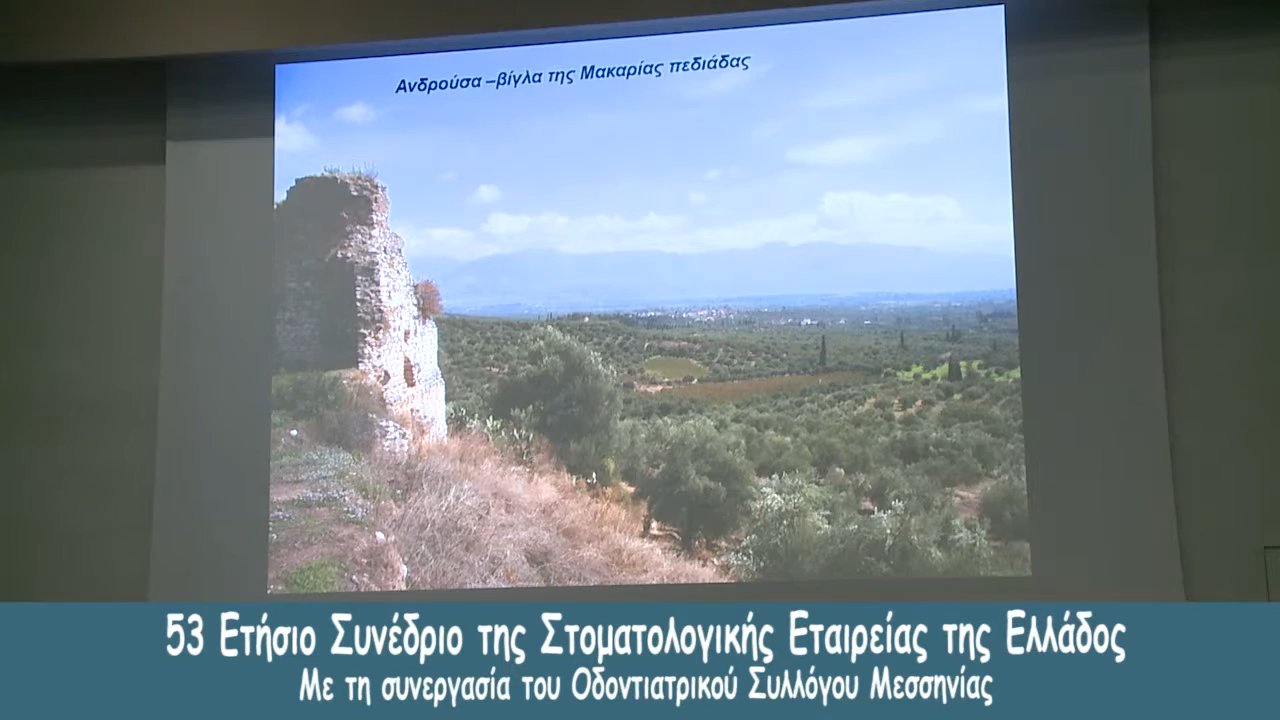 Ανδρούσα –βίγλα της Μακαρίας πεδιάδας
53 Ετήσιο Συνέδριο της Στοματολογικής Εταιρείας της Ελλάδος
Με τη συνεργασία του Οδοντιατρικού Συλλόγου Μεσσηνίας